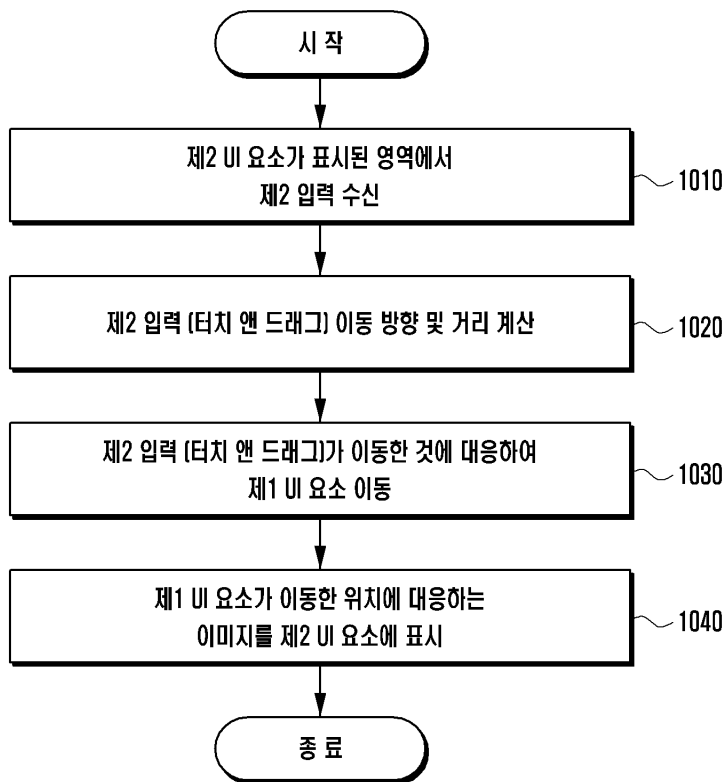 시 작
제2 UI 요소가 표시된 영역에서
제2 입력 수신
1010
제2 입력 (터치 앤 드래그) 이동 방향 및 거리 계산
1020
제2 입력 (터치 앤 드래그)가 이동한 것에 대응하여
제1 UI 요소 이동
1030
제1 UI 요소가 이동한 위치에 대응하는
이미지를 제2 UI 요소에 표시
1040
종 료